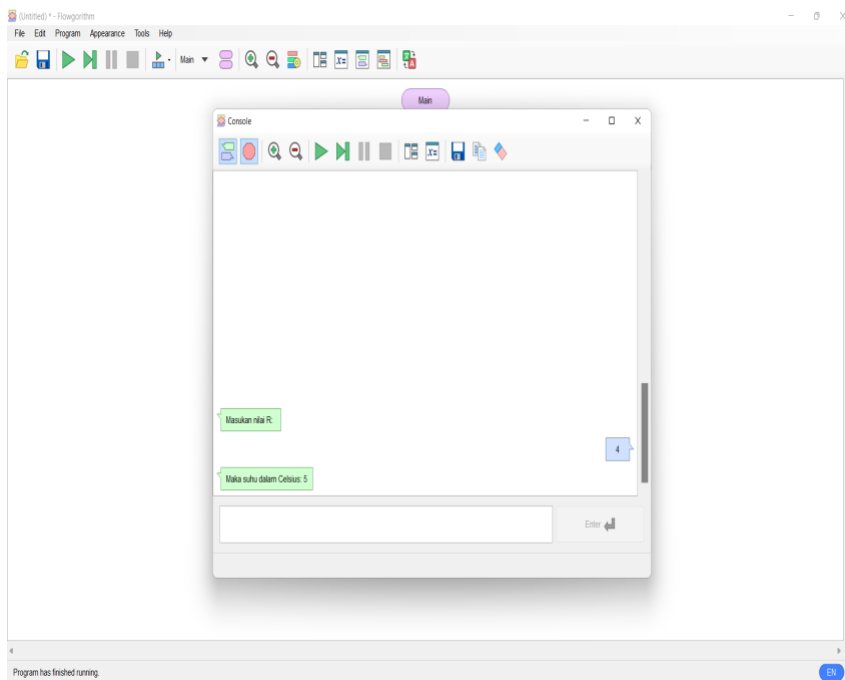 (Untitled) * - Flowgorithm
File Edit Program Appearance Tools Help
Main
Main
Console
Masukan nilai R:
4
Maka suhu dalam Celsius: 5
Enter
Program has finished running.
EN